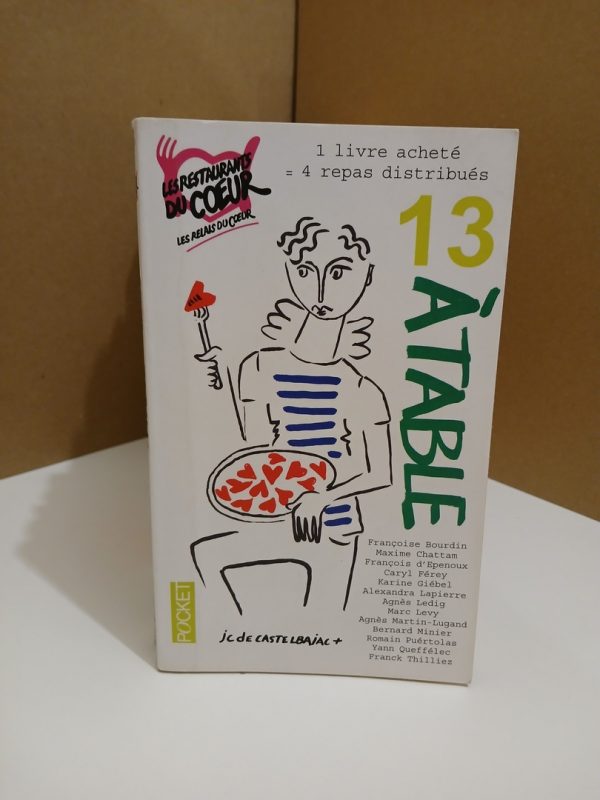 LES RESTAURANTS
DU COEUR
LES RELAIS DU COEUR
1 livre acheté
= 4 repas distribués
13
À TABLE
Françoise Bourdin
Maxime Chattam
François d'Epenoux
Caryl Férey
Karine Giébel
Alexandra Lapierre
Agnès Ledig
Marc Levy
Agnès Martin-Lugand
Bernard Minier
Romain Puértolas
Yann Queffélec
Franck Thilliez
POCKET
jc de CASTELBAJAC +